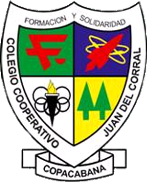 FORMACION Y SOLIDARIDAD
COLEGIO COOPERATIVO
JUAN DEL CORRAL
COPACABANA